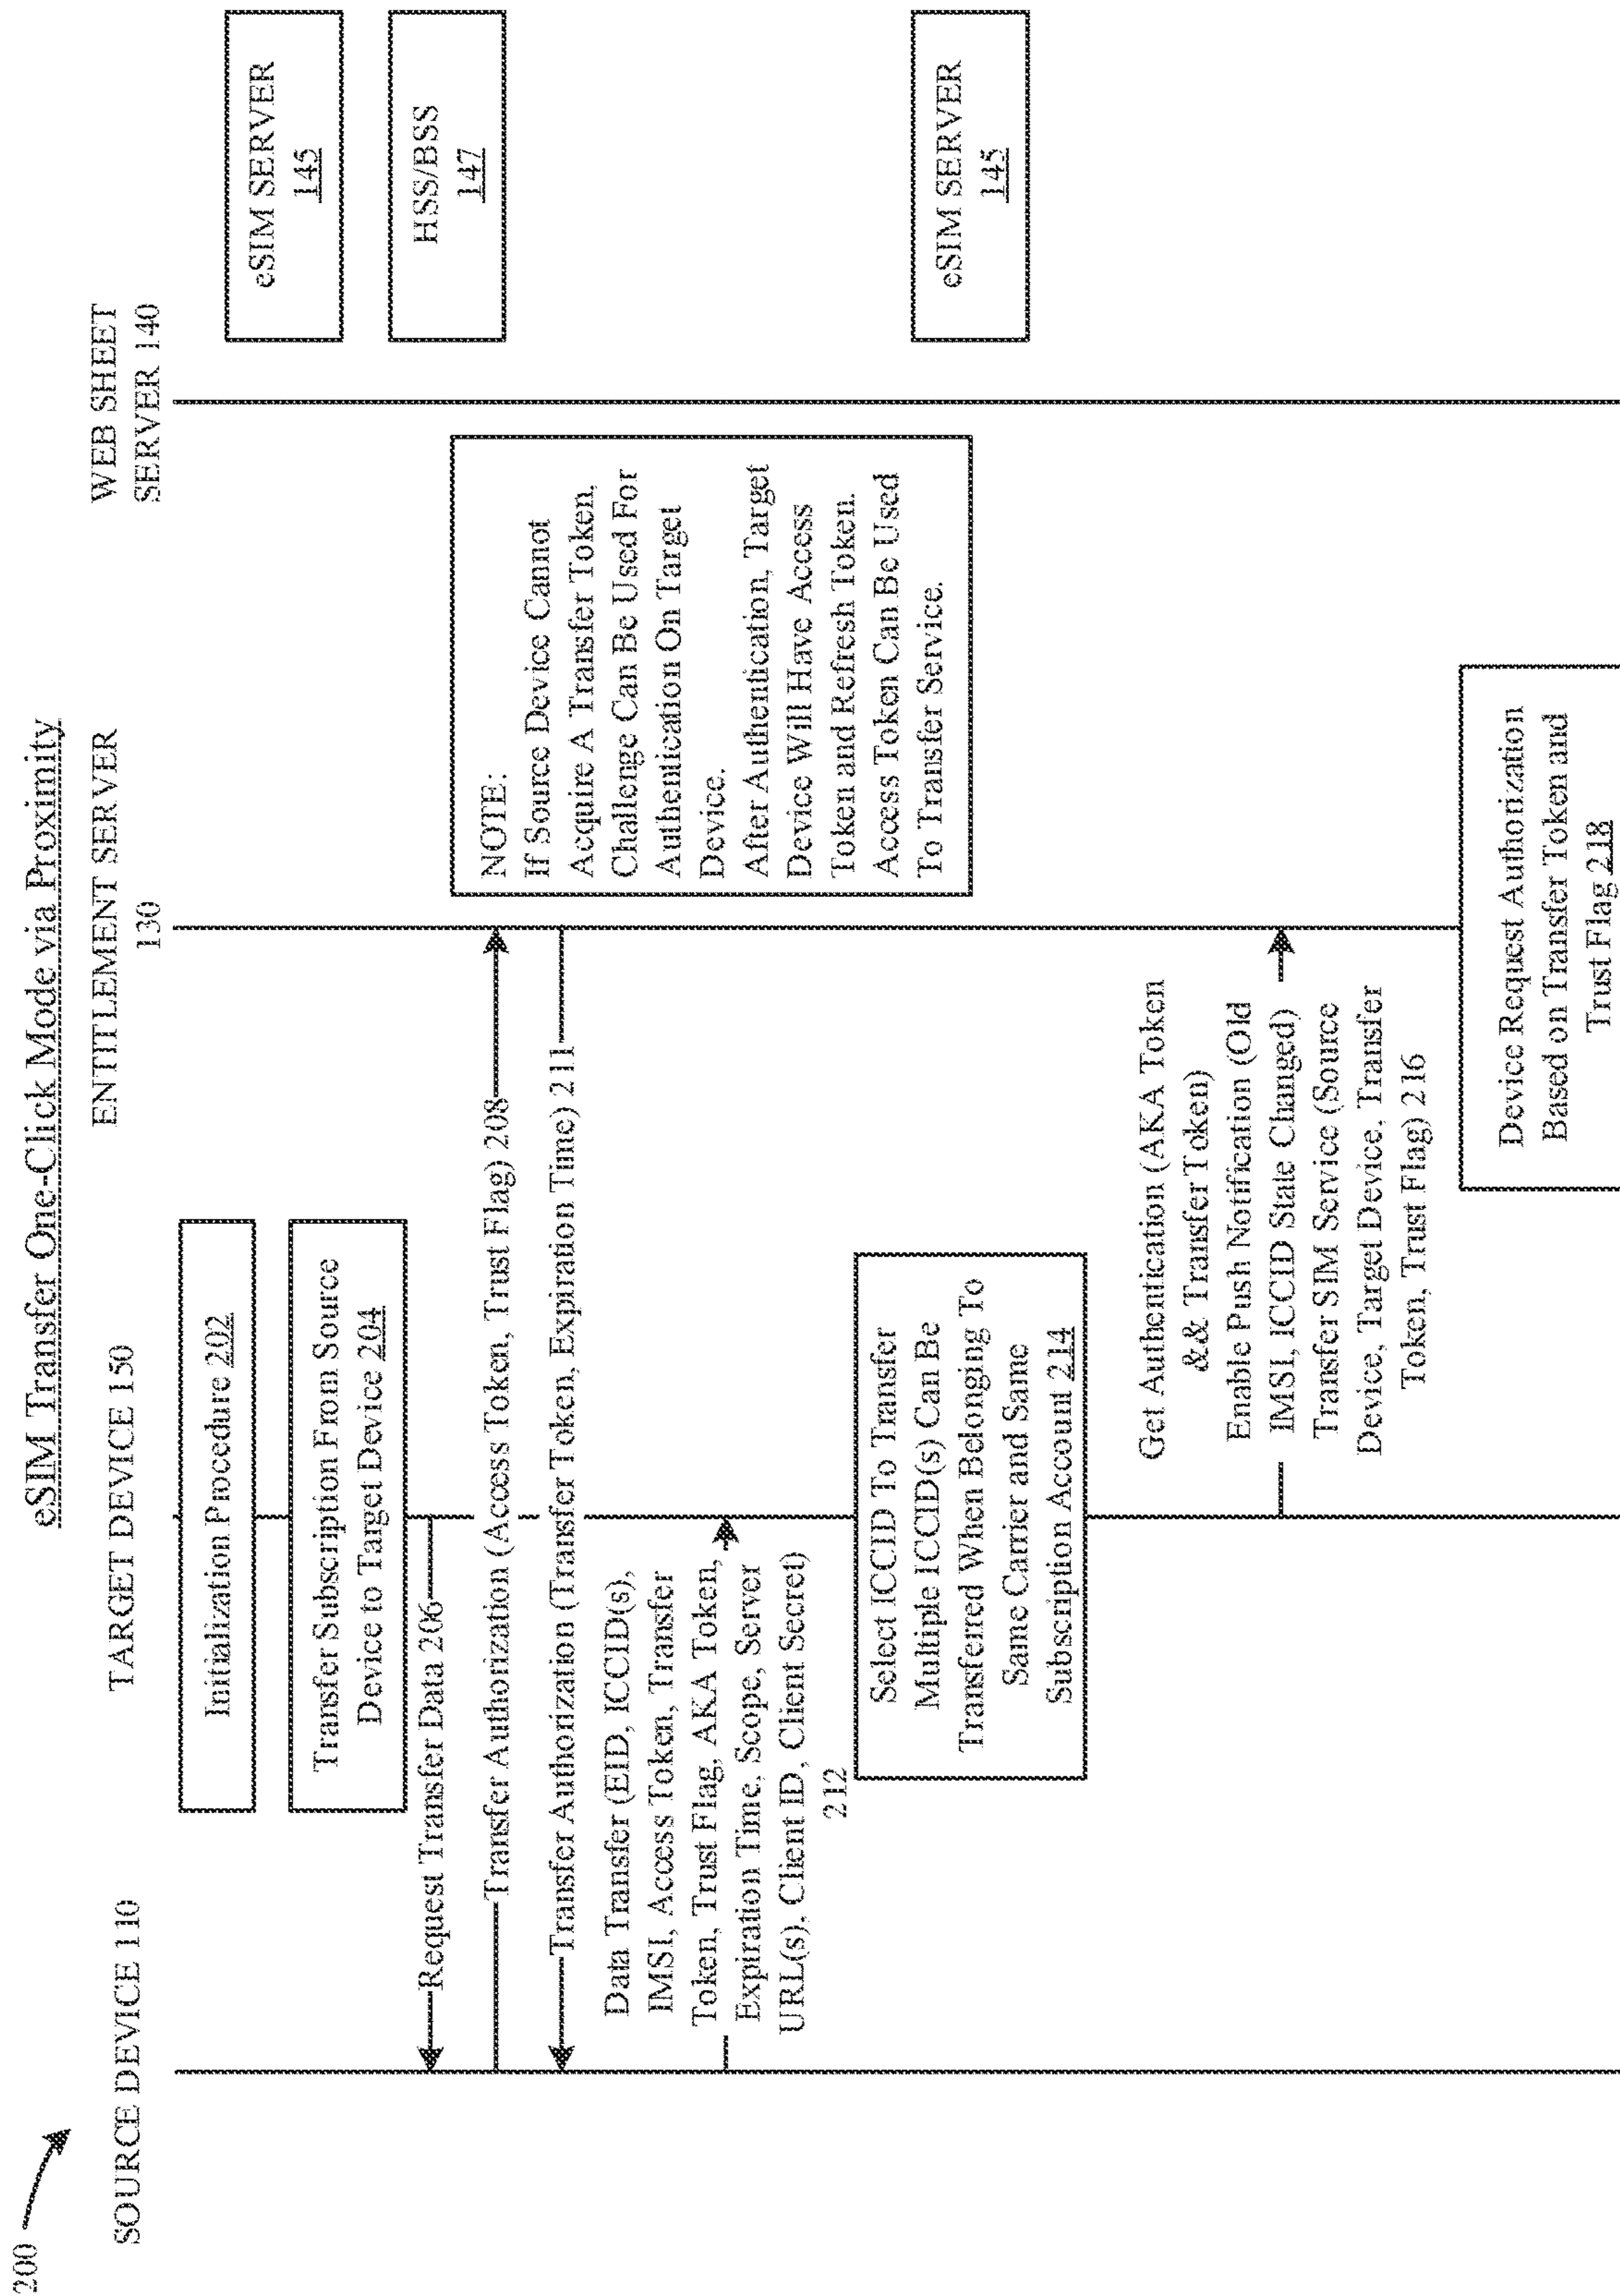 200
eSIM Transfer One-Click Mode via Proximity
SOURCE DEVICE 110
TARGET DEVICE 150
ENTITLEMENT SERVER
130
WEB SHEET
SERVER 140
Initialization Procedure 202
eSIM SERVER
145
Transfer Subscription From Source
Device to Target Device 204
HSS/BSS
147
Request Transfer Data 206
Transfer Authorization (Access Token, Trust Flag) 208
Transfer Authorization (Transfer Token, Expiration Time) 211
NOTE:
If Source Device Cannot
Acquire A Transfer Token,
Challenge Can Be Used For
Authentication On Target
Device.
After Authentication, Target
Device Will Have Access
Token and Refresh Token.
Access Token Can Be Used
To Transfer Service.
Data Transfer (EID, ICCID(s),
IMSI, Access Token, Transfer
Token, Trust Flag, AKA Token,
Expiration Time, Scope, Server
URL(s), Client ID, Client Secret)
212
Select ICCID To Transfer
Multiple ICCID(s) Can Be
Transferred When Belonging To
Same Carrier and Same
Subscription Account 214
eSIM SERVER
145
Get Authentication (AKA Token
&& Transfer Token)
Enable Push Notification (Old
IMSI, ICCID State Changed)
Transfer SIM Service (Source
Device, Target Device, Transfer
Token, Trust Flag) 216
Device Request Authorization
Based on Transfer Token and
Trust Flag 218